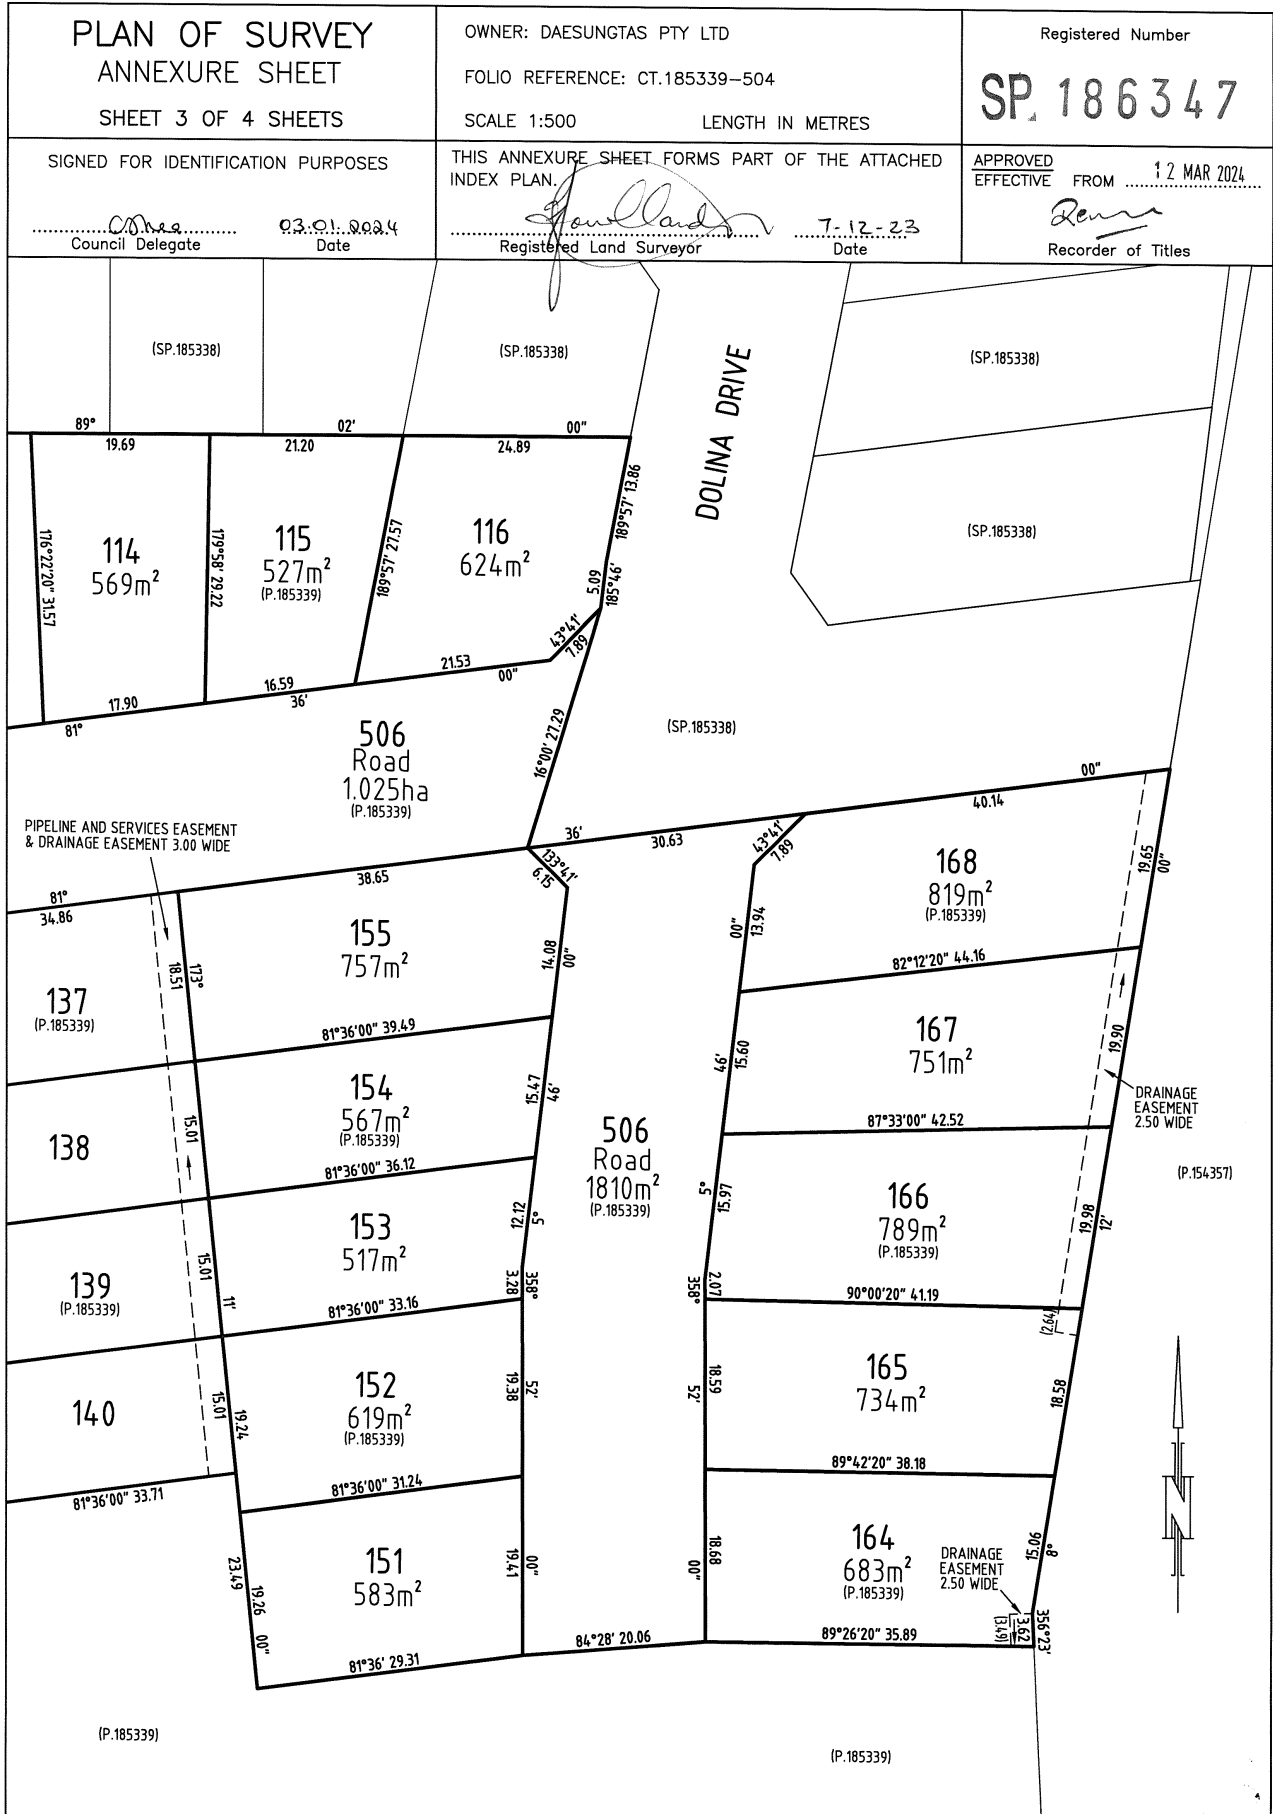 PLAN OF SURVEY
ANNEXURE SHEET
SHEET 3 OF 4 SHEETS
OWNER: DAESUNGTAS PTY LTD
FOLIO REFERENCE: CT.185339-504
SCALE 1:500 LENGTH IN METRES
Registered Number
SP. 186347
SIGNED FOR IDENTIFICATION PURPOSES
03.01.2024
Council Delegate Date
THIS ANNEXURE SHEET FORMS PART OF THE ATTACHED
INDEX PLAN.
7-12-23
Registered Land Surveyor Date
APPROVED
EFFECTIVE FROM 12 MAR 2024
Recorder of Titles
(SP.185338)
(SP.185338)
(SP.185338)
DOLINA DRIVE
89° 02' 00"
19.69 21.20 24.89
189°57' 13.86
(SP.185338)
176°22'20" 31.57
114
569m²
179°58' 29.22
115
527m²
(P.185339)
189°57' 27.57
116
624m²
5.09
185°46'
43°41'
7.89
17.90
16.59
21.53
81°
36'
00"
506
Road
1.025ha
(P.185339)
16°00' 27.29
(SP.185338)
PIPELINE AND SERVICES EASEMENT
& DRAINAGE EASEMENT 3.00 WIDE
36'
30.63
40.14
00"
133°41'
6.15
43°41'
7.89
81°
34.86
38.65
155
757m²
14.08
00"
00"
13.94
168
819m²
(P.185339)
19.65
00"
137
(P.185339)
18.51
173°
81°36'00" 39.49
82°12'20" 44.16
154
567m²
(P.185339)
15.47
46'
46'
15.60
167
751m²
19.90
DRAINAGE
EASEMENT
2.50 WIDE
138
15.01
81°36'00" 36.12
87°33'00" 42.52
506
Road
1810m²
(P.185339)
(P.154357)
153
517m²
12.12
5°
5°
15.97
166
789m²
(P.185339)
19.98
12'
139
(P.185339)
15.01
11'
3.28
358°
358°
2.07
81°36'00" 33.16
90°00'20" 41.19
(2.64)
152
619m²
(P.185339)
19.38
52'
52'
18.59
165
734m²
18.58
140
15.01
19.24
81°36'00" 33.71
81°36'00" 31.24
89°42'20" 38.18
151
583m²
23.49
19.26
00"
19.41
00"
00"
18.68
164
683m²
(P.185339)
DRAINAGE
EASEMENT
2.50 WIDE
15.06
8°
3.62
(3.49)
356°23'
N
81°36' 29.31
84°28' 20.06
89°26'20" 35.89
(P.185339)
(P.185339)